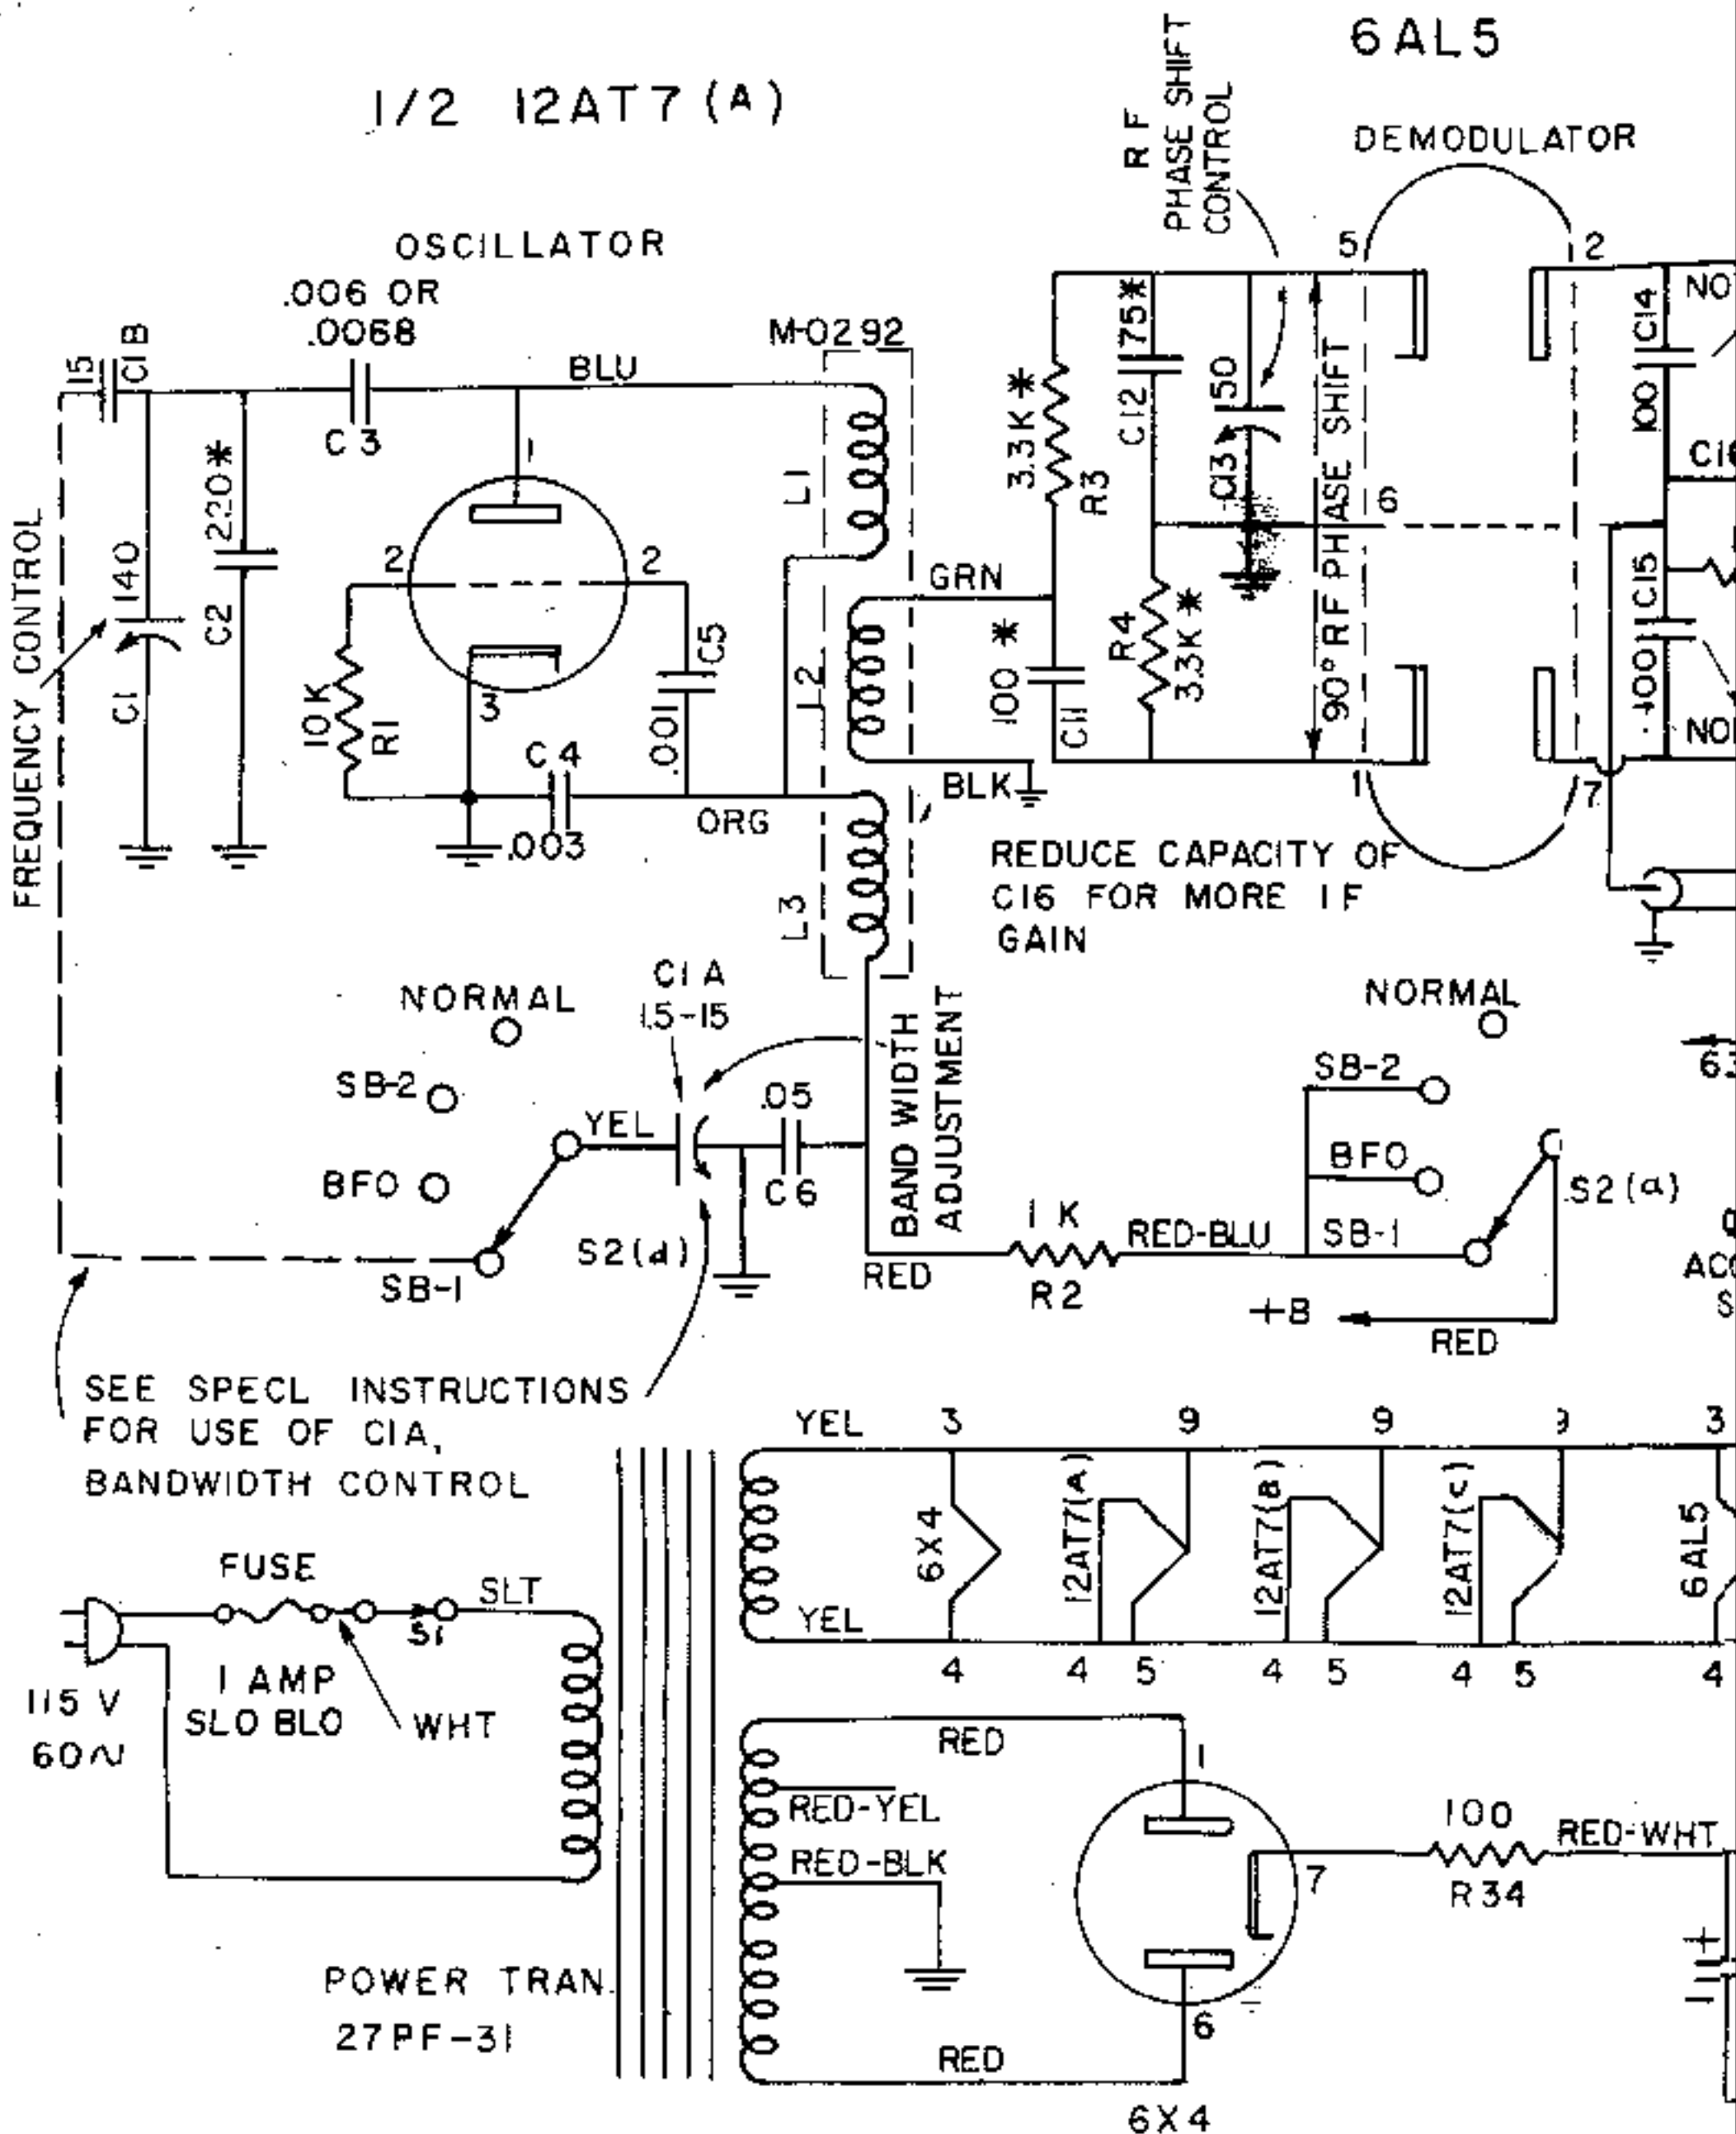 6AL5
1/2 12AT7 (A)
RF
PHASE SHIFT
CONTROL
DEMODULATOR
OSCILLATOR
.006 OR
.0068
C3
15
C1B
BLU
M-0292
5
2
75*
C12
50
C13
3.3K*
R3
90° RF PHASE SHIFT
C14
100
FREQUENCY CONTROL
140
C1
220*
C2
1
2
2
3
10K
R1
C5
.001
C4
.003
ORG
L1
L2
L3
GRN
BLK
100 *
C11
R4
3.3K*
6
C15
100
1
7
REDUCE CAPACITY OF
C16 FOR MORE IF
GAIN
NORMAL
SB-2
BFO
SB-1
YEL
C1A
1.5-15
.05
C6
S2(d)
BAND WIDTH
ADJUSTMENT
RED
1K
R2
RED-BLU
NORMAL
SB-2
BFO
SB-1
S2(a)
+B
RED
SEE SPECL INSTRUCTIONS
FOR USE OF C1A,
BANDWIDTH CONTROL
YEL
3
9
9
9
3
6X4
12AT7(A)
12AT7(B)
12AT7(C)
6AL5
YEL
4
4
5
4
5
4
5
4
FUSE
S1
SLT
1 AMP
SLO BLO
WHT
115 V
60~
RED
RED-YEL
RED-BLK
RED
1
7
6
6X4
100
R34
RED-WHT
+
POWER TRAN.
27PF-31